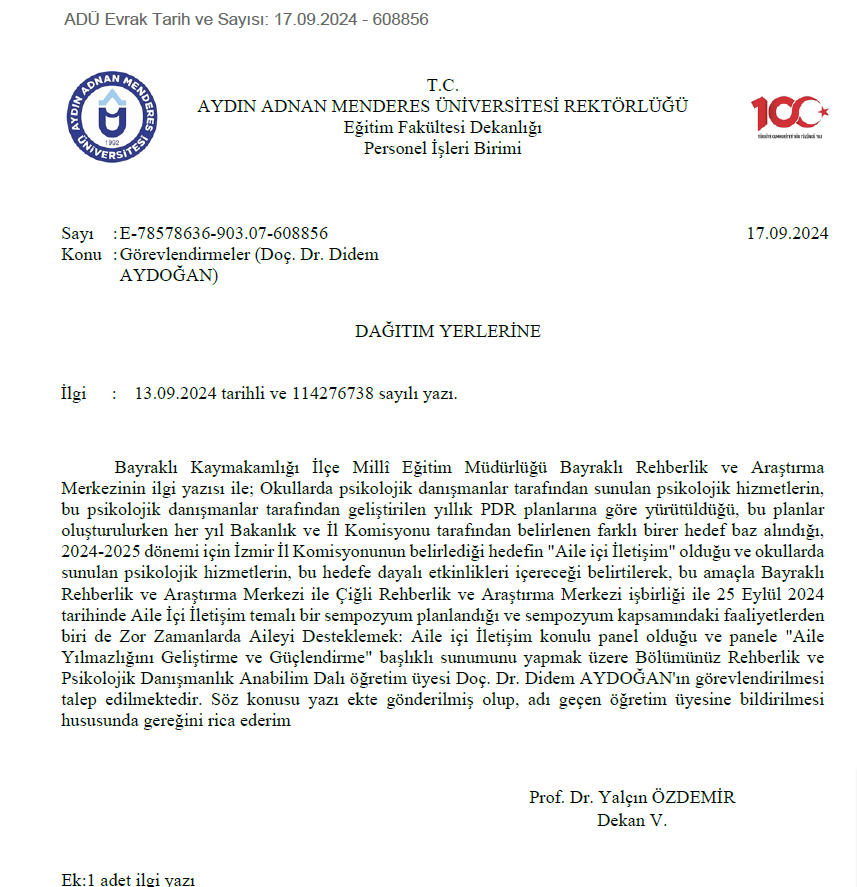 ADÜ Evrak Tarih ve Sayısı: 17.09.2024 - 608856
AYDIN ADNAN MENDERES ÜNİVERSİTESİ
1992
T.C.
AYDIN ADNAN MENDERES ÜNİVERSİTESİ REKTÖRLÜĞÜ
Eğitim Fakültesi Dekanlığı
Personel İşleri Birimi
100
Sayı : E-78578636-903.07-608856 17.09.2024
Konu : Görevlendirmeler (Doç. Dr. Didem
AYDOĞAN)
DAĞITIM YERLERİNE
İlgi : 13.09.2024 tarihli ve 114276738 sayılı yazı.
Bayraklı Kaymakamlığı İlçe Millî Eğitim Müdürlüğü Bayraklı Rehberlik ve Araştırma
Merkezinin ilgi yazısı ile; Okullarda psikolojik danışmanlar tarafından sunulan psikolojik hizmetlerin,
bu psikolojik danışmanlar tarafından geliştirilen yıllık PDR planlarına göre yürütüldüğü, bu planlar
oluşturulurken her yıl Bakanlık ve İl Komisyonu tarafından belirlenen farklı birer hedef baz alındığı,
2024-2025 dönemi için İzmir İl Komisyonunun belirlediği hedefin "Aile içi İletişim" olduğu ve okullarda
sunulan psikolojik hizmetlerin, bu hedefe dayalı etkinlikleri içereceği belirtilerek, bu amaçla Bayraklı
Rehberlik ve Araştırma Merkezi ile Çiğli Rehberlik ve Araştırma Merkezi işbirliği ile 25 Eylül 2024
tarihinde Aile İçi İletişim temalı bir sempozyum planlandığı ve sempozyum kapsamındaki faaliyetlerden
biri de Zor Zamanlarda Aileyi Desteklemek: Aile içi İletişim konulu panel olduğu ve panele "Aile
Yılmazlığını Geliştirme ve Güçlendirme" başlıklı sunumunu yapmak üzere Bölümünüz Rehberlik ve
Psikolojik Danışmanlık Anabilim Dalı öğretim üyesi Doç. Dr. Didem AYDOĞAN'ın görevlendirilmesi
talep edilmektedir. Söz konusu yazı ekte gönderilmiş olup, adı geçen öğretim üyesine bildirilmesi
hususunda gereğini rica ederim
Prof. Dr. Yalçın ÖZDEMİR
Dekan V.
Ek:1 adet ilgi yazı